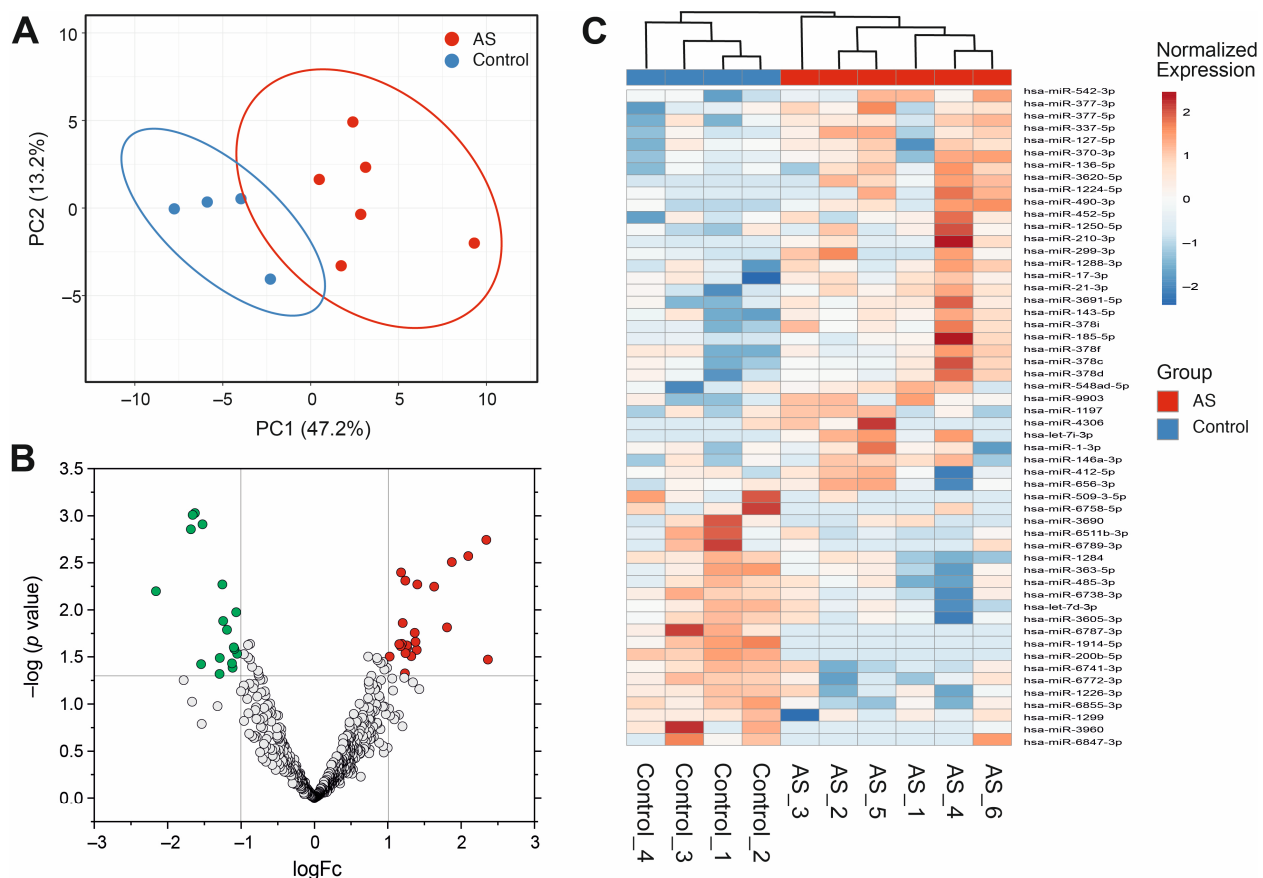 A
10
5
0
−5
−10
−5
0
5
10
PC2 (13.2%)
PC1 (47.2%)
AS
Control
B
3.5
3.0
2.5
2.0
1.5
1.0
0.5
0.0
−3
−2
−1
0
1
2
3
−log (p value)
logFc
C
hsa-miR-542-3p
hsa-miR-377-3p
hsa-miR-377-5p
hsa-miR-337-5p
hsa-miR-127-5p
hsa-miR-370-3p
hsa-miR-136-5p
hsa-miR-3620-5p
hsa-miR-1224-5p
hsa-miR-490-3p
hsa-miR-452-5p
hsa-miR-1250-5p
hsa-miR-210-3p
hsa-miR-299-3p
hsa-miR-1288-3p
hsa-miR-17-3p
hsa-miR-21-3p
hsa-miR-3691-5p
hsa-miR-143-5p
hsa-miR-378i
hsa-miR-185-5p
hsa-miR-378f
hsa-miR-378c
hsa-miR-378d
hsa-miR-548ad-5p
hsa-miR-9903
hsa-miR-1197
hsa-miR-4306
hsa-let-7i-3p
hsa-miR-1-3p
hsa-miR-146a-3p
hsa-miR-412-5p
hsa-miR-656-3p
hsa-miR-509-3-5p
hsa-miR-6758-5p
hsa-miR-3690
hsa-miR-6511b-3p
hsa-miR-6789-3p
hsa-miR-1284
hsa-miR-363-5p
hsa-miR-485-3p
hsa-miR-6738-3p
hsa-let-7d-3p
hsa-miR-3605-3p
hsa-miR-6787-3p
hsa-miR-1914-5p
hsa-miR-200b-5p
hsa-miR-6741-3p
hsa-miR-6772-3p
hsa-miR-1226-3p
hsa-miR-6855-3p
hsa-miR-1299
hsa-miR-3960
hsa-miR-6847-3p
Control_4
Control_3
Control_1
Control_2
AS_3
AS_2
AS_5
AS_1
AS_4
AS_6
Normalized
Expression
2
1
0
−1
−2
Group
AS
Control